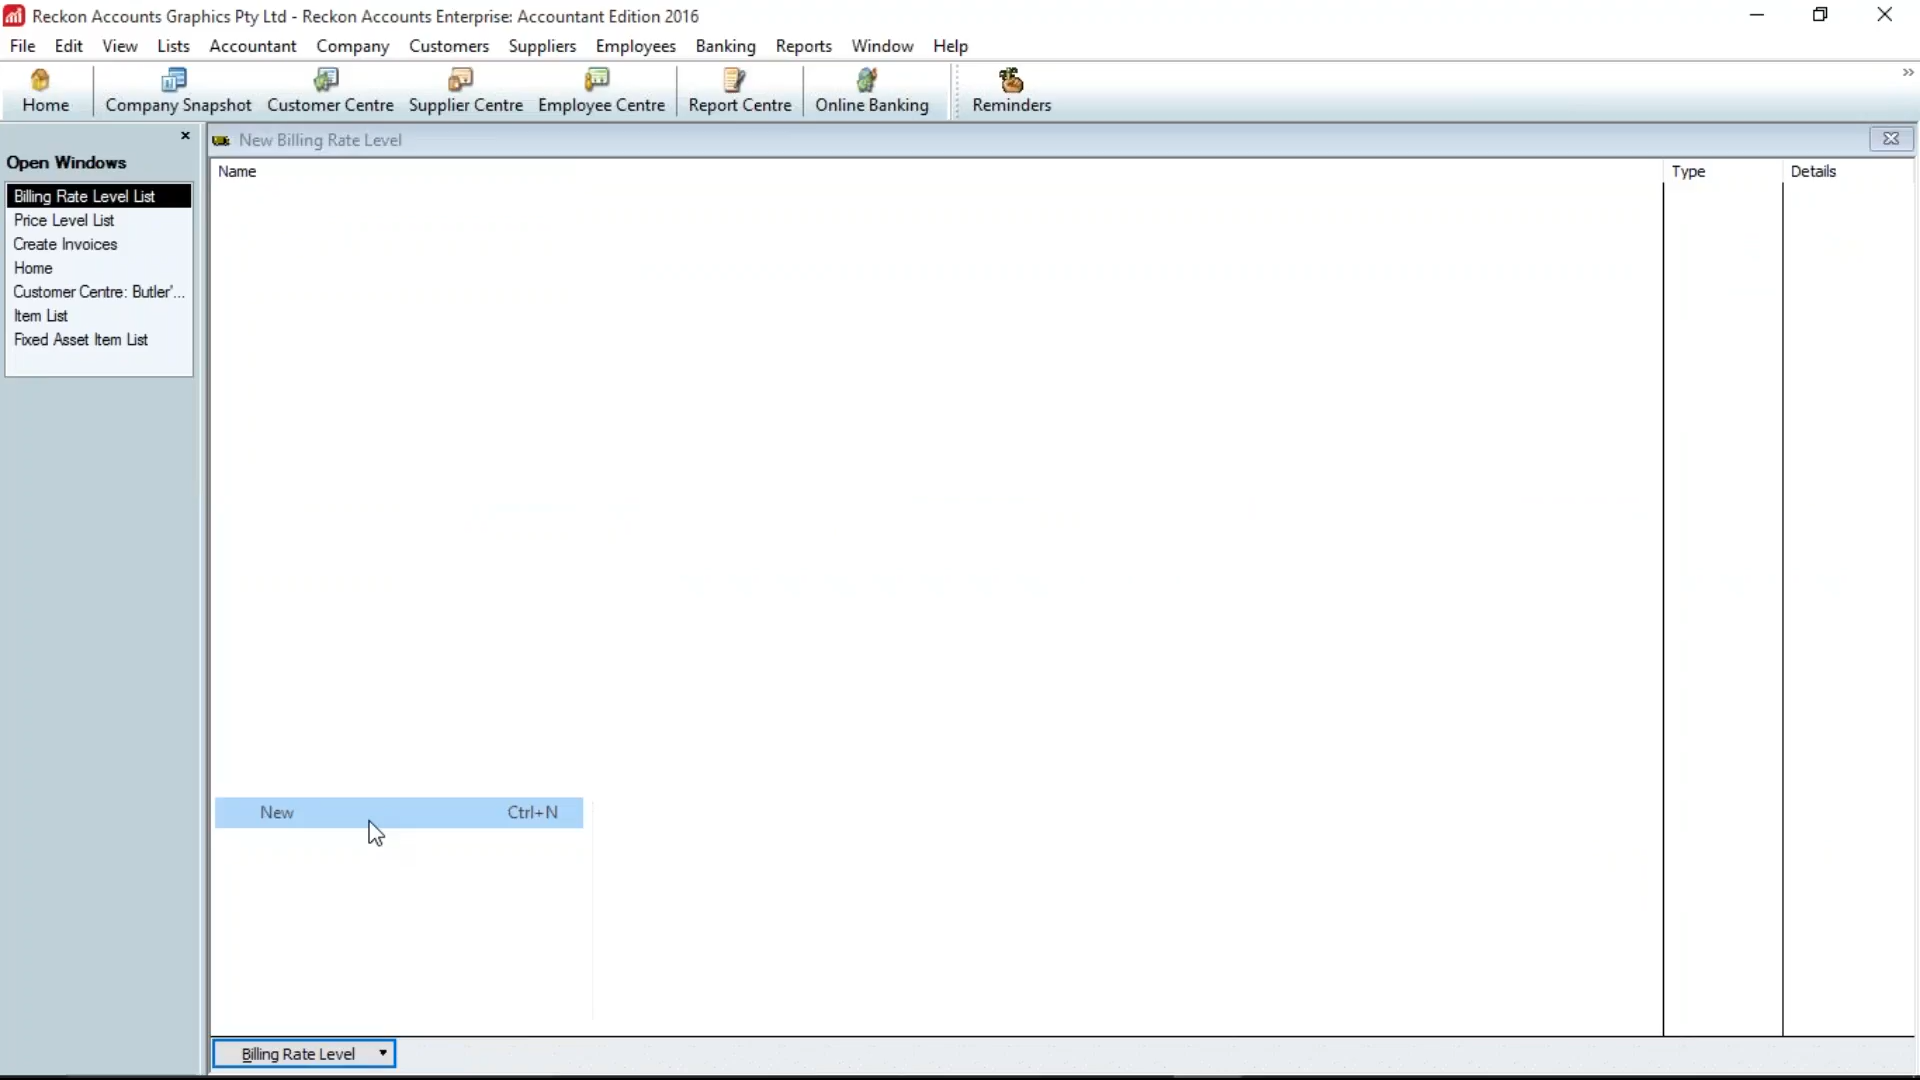 Reckon Accounts Graphics Pty Ltd - Reckon Accounts Enterprise: Accountant Edition 2016
File Edit View Lists Accountant Company Customers Suppliers Employees Banking Reports Window Help
Home Company Snapshot Customer Centre Supplier Centre Employee Centre Report Centre Online Banking Reminders
Open Windows
Billing Rate Level List
Price Level List
Create Invoices
Home
Customer Centre: Butler'...
Item List
Fixed Asset Item List
New Billing Rate Level
Name Type Details
New Ctrl+N
Billing Rate Level